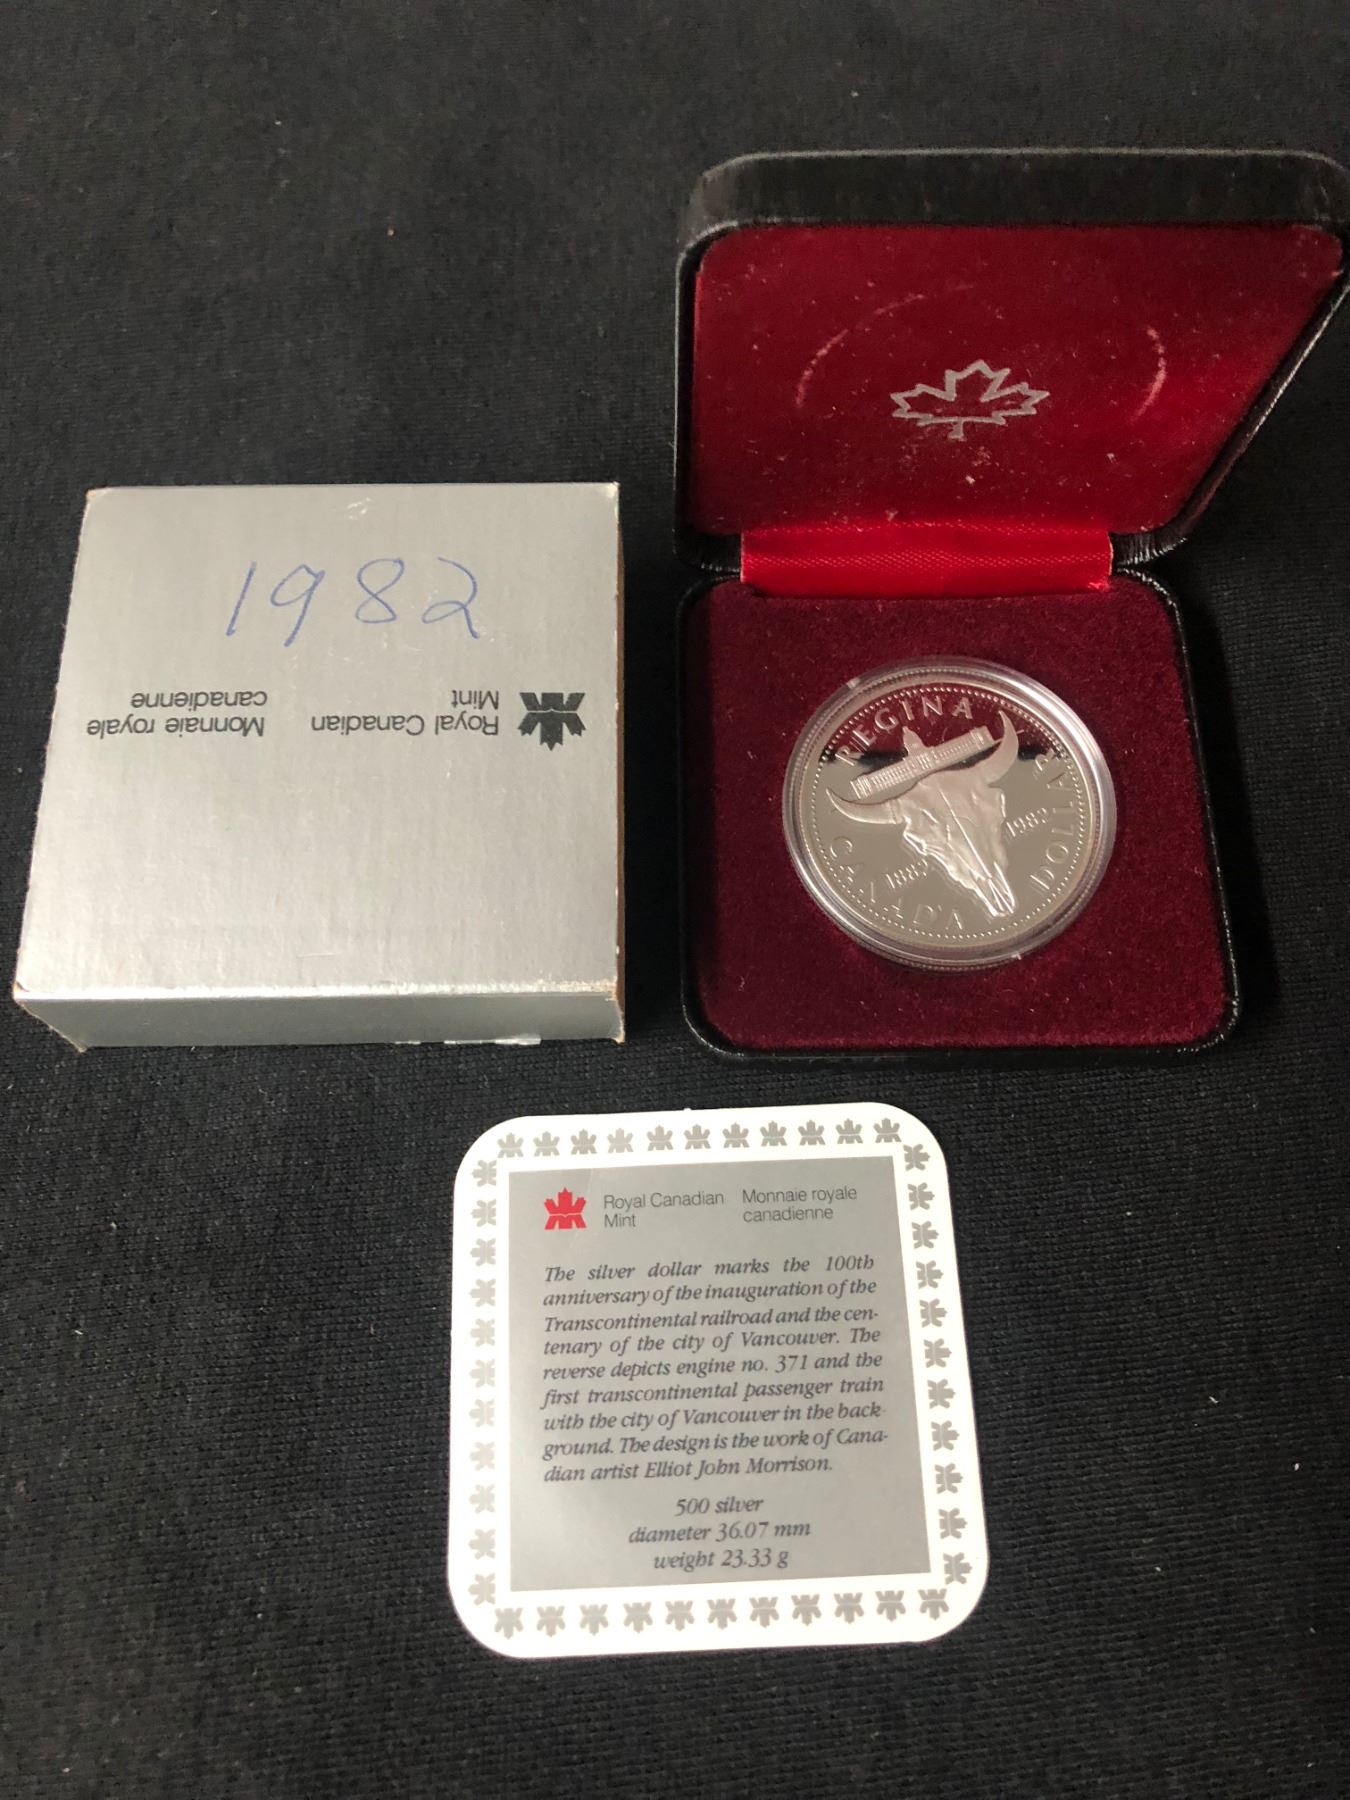 1982
Royal Canadian Monnaie royale
Mint canadienne
REGINA
1882 1982
CANADA DOLLAR
Royal Canadian Monnaie royale
Mint canadienne
The silver dollar marks the 100th
anniversary of the inauguration of the
Transcontinental railroad and the cen-
tenary of the city of Vancouver. The
reverse depicts engine no. 371 and the
first transcontinental passenger train
with the city of Vancouver in the back-
ground. The design is the work of Cana-
dian artist Elliot John Morrison.
500 silver
diameter 36.07 mm
weight 23.33 g